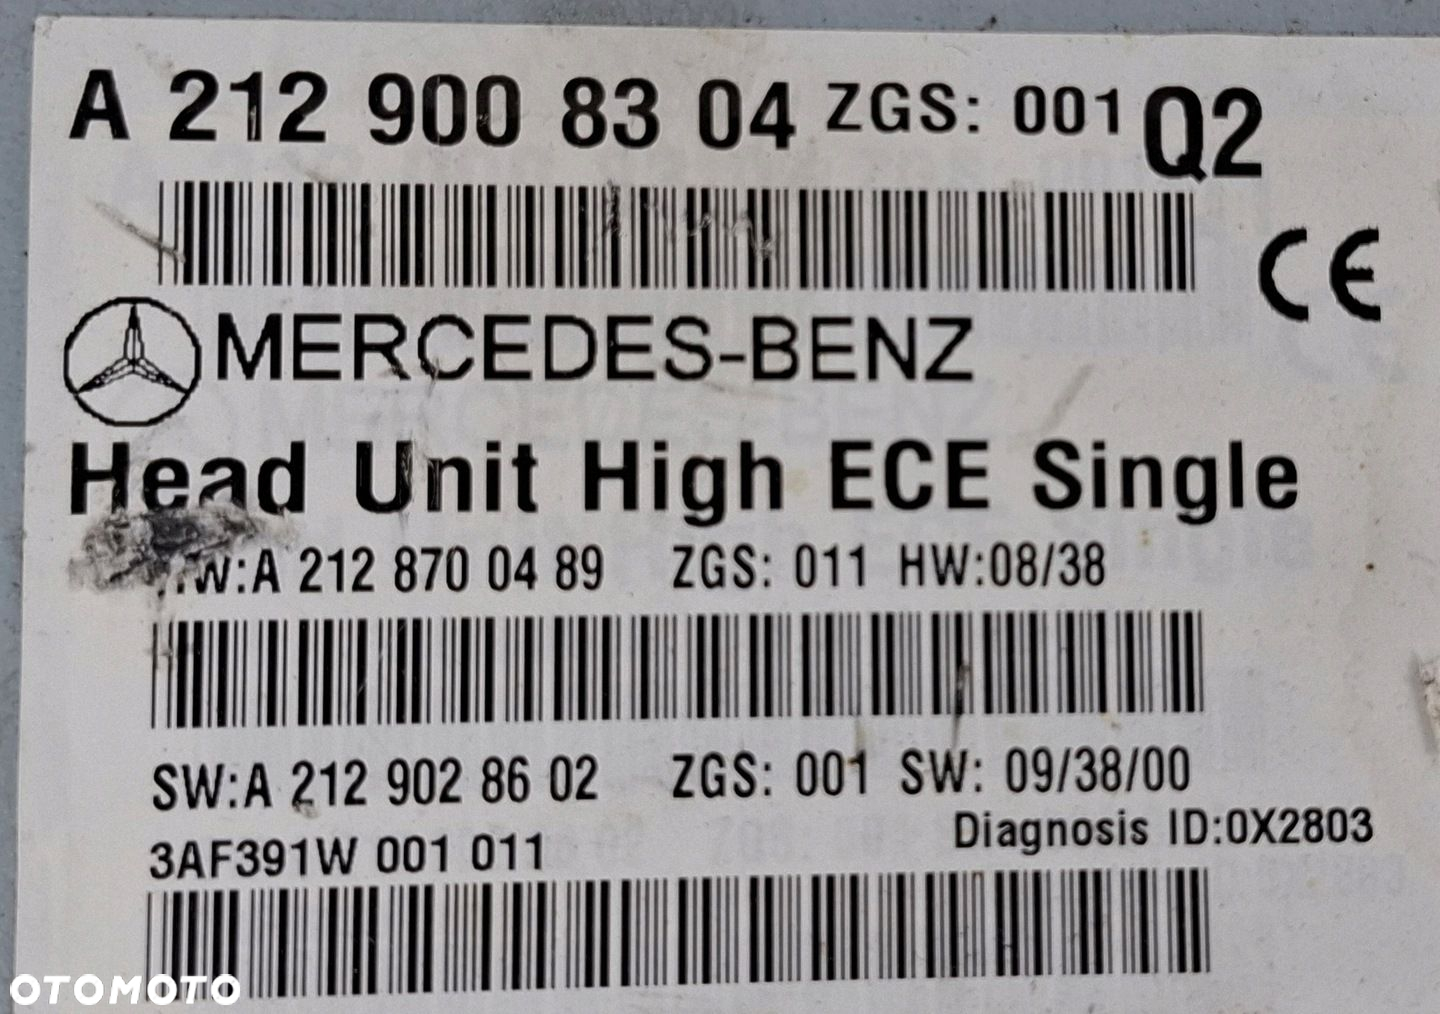 A 212 900 83 04 ZGS: 001 Q2
CE
MERCEDES-BENZ
Head Unit High ECE Single
HW:A 212 870 04 89 ZGS: 011 HW:08/38
SW:A 212 902 86 02 ZGS: 001 SW: 09/38/00
Diagnosis ID:0X2803
3AF391W 001 011
OTOMOTO